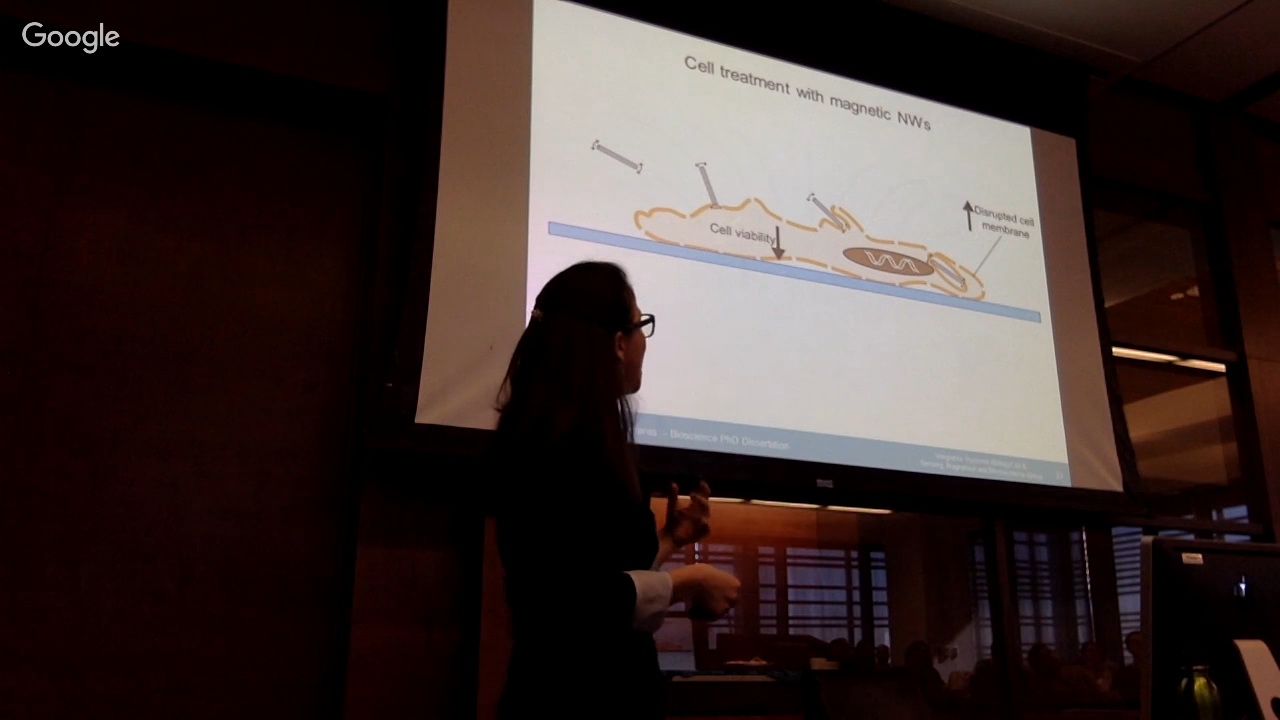 Google
Cell treatment with magnetic NWs
Disrupted cell
membrane
Cell viability
Bioscience PhD Dissertation